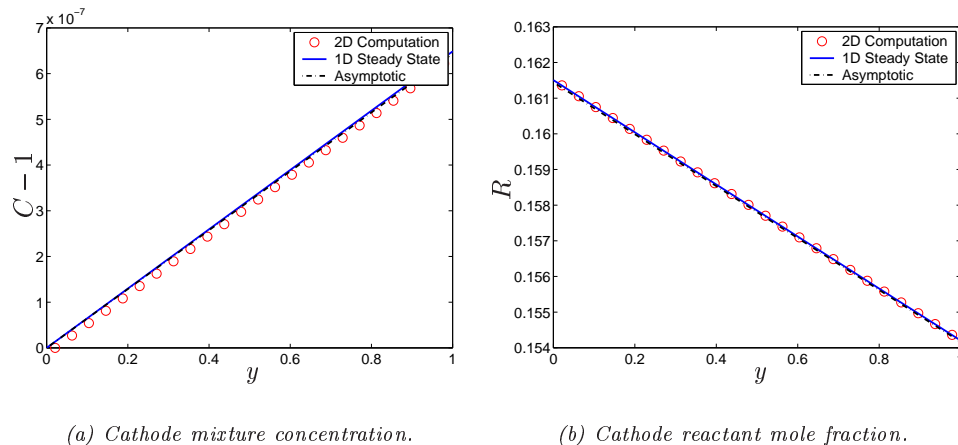 x 10⁻⁷
7
6
5
4
3
2
1
0
0 0.2 0.4 0.6 0.8 1
C − 1
y
2D Computation
1D Steady State
Asymptotic
(a) Cathode mixture concentration.
0.163
0.162
0.161
0.16
0.159
0.158
0.157
0.156
0.155
0.154
0 0.2 0.4 0.6 0.8 1
R
y
2D Computation
1D Steady State
Asymptotic
(b) Cathode reactant mole fraction.